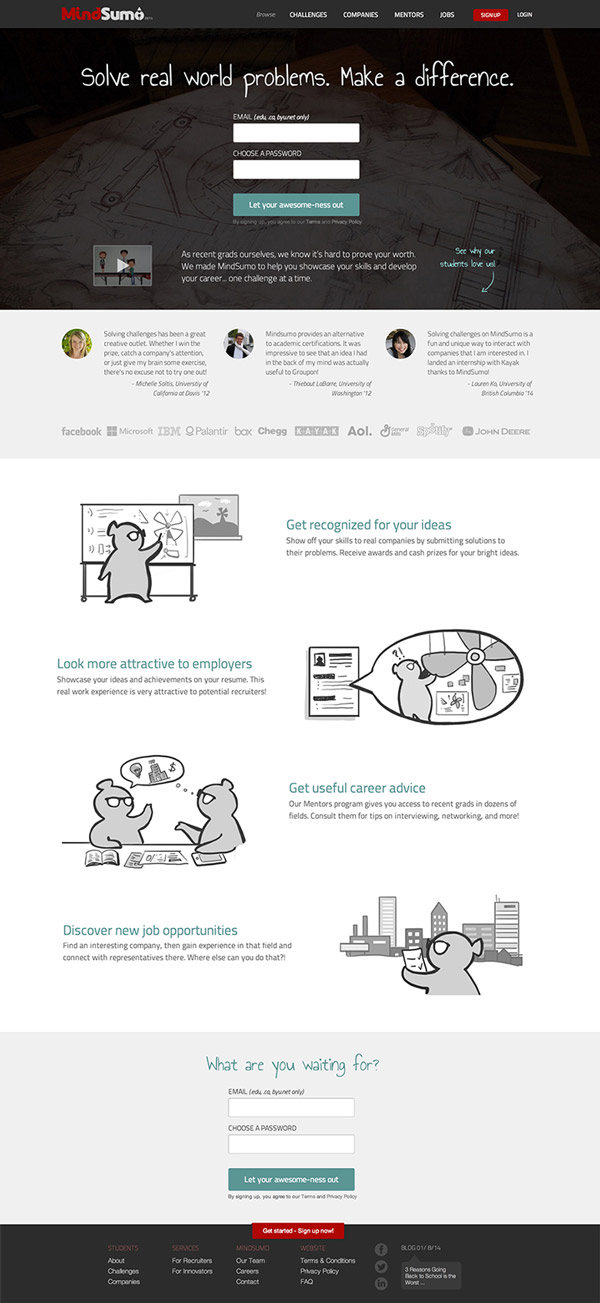 MindSumo BETA
Browse CHALLENGES COMPANIES MENTORS JOBS SIGN UP LOGIN
Solve real world problems. Make a difference.
EMAIL (.edu, .ca, byu.net only)
CHOOSE A PASSWORD
Let your awesome-ness out
By signing up, you agree to our Terms and Privacy Policy
As recent grads ourselves, we know it's hard to prove your worth.
We made MindSumo to help you showcase your skills and develop
your career... one challenge at a time.
See why our
students love us!
Solving challenges has been a great
creative outlet. Whether I win the
prize, catch a company's attention,
or just give my brain some exercise,
there's no excuse not to try one out!
- Michelle Saltis, Universtiy of
California at Davis '12
Mindsumo provides an alternative
to academic certifications. It was
impressive to see that an idea I had
in the back of my mind was actually
useful to Groupon!
- Thiebaut LaBarre, University of
Washington '12
Solving challenges on MindSumo is a
fun and unique way to interact with
companies that I am interested in. I
landed an internship with Kayak
thanks to MindSumo!
- Lauren Ko, University of
British Columbia '14
facebook Microsoft IBM Palantir box Chegg KAYAK Aol. General Mills Spotify JOHN DEERE
Get recognized for your ideas
Show off your skills to real companies by submitting solutions to
their problems. Receive awards and cash prizes for your bright ideas.
?!
Look more attractive to employers
Showcase your ideas and achievements on your resume. This
real work experience is very attractive to potential recruiters!
$
Get useful career advice
Our Mentors program gives you access to recent grads in dozens of
fields. Consult them for tips on interviewing, networking, and more!
Discover new job opportunities
Find an interesting company, then gain experience in that field and
connect with representatives there. Where else can you do that?!
What are you waiting for?
EMAIL (.edu, .ca, byu.net only)
CHOOSE A PASSWORD
Let your awesome-ness out
By signing up, you agree to our Terms and Privacy Policy
Get started - Sign up now!
STUDENTS
About
Challenges
Companies
SERVICES
For Recruiters
For Innovators
MINDSUMO
Our Team
Careers
Contact
WEBSITE
Terms & Conditions
Privacy Policy
FAQ
BLOG 01/ 8/14
3 Reasons Going
Back to School is the
Worst ...